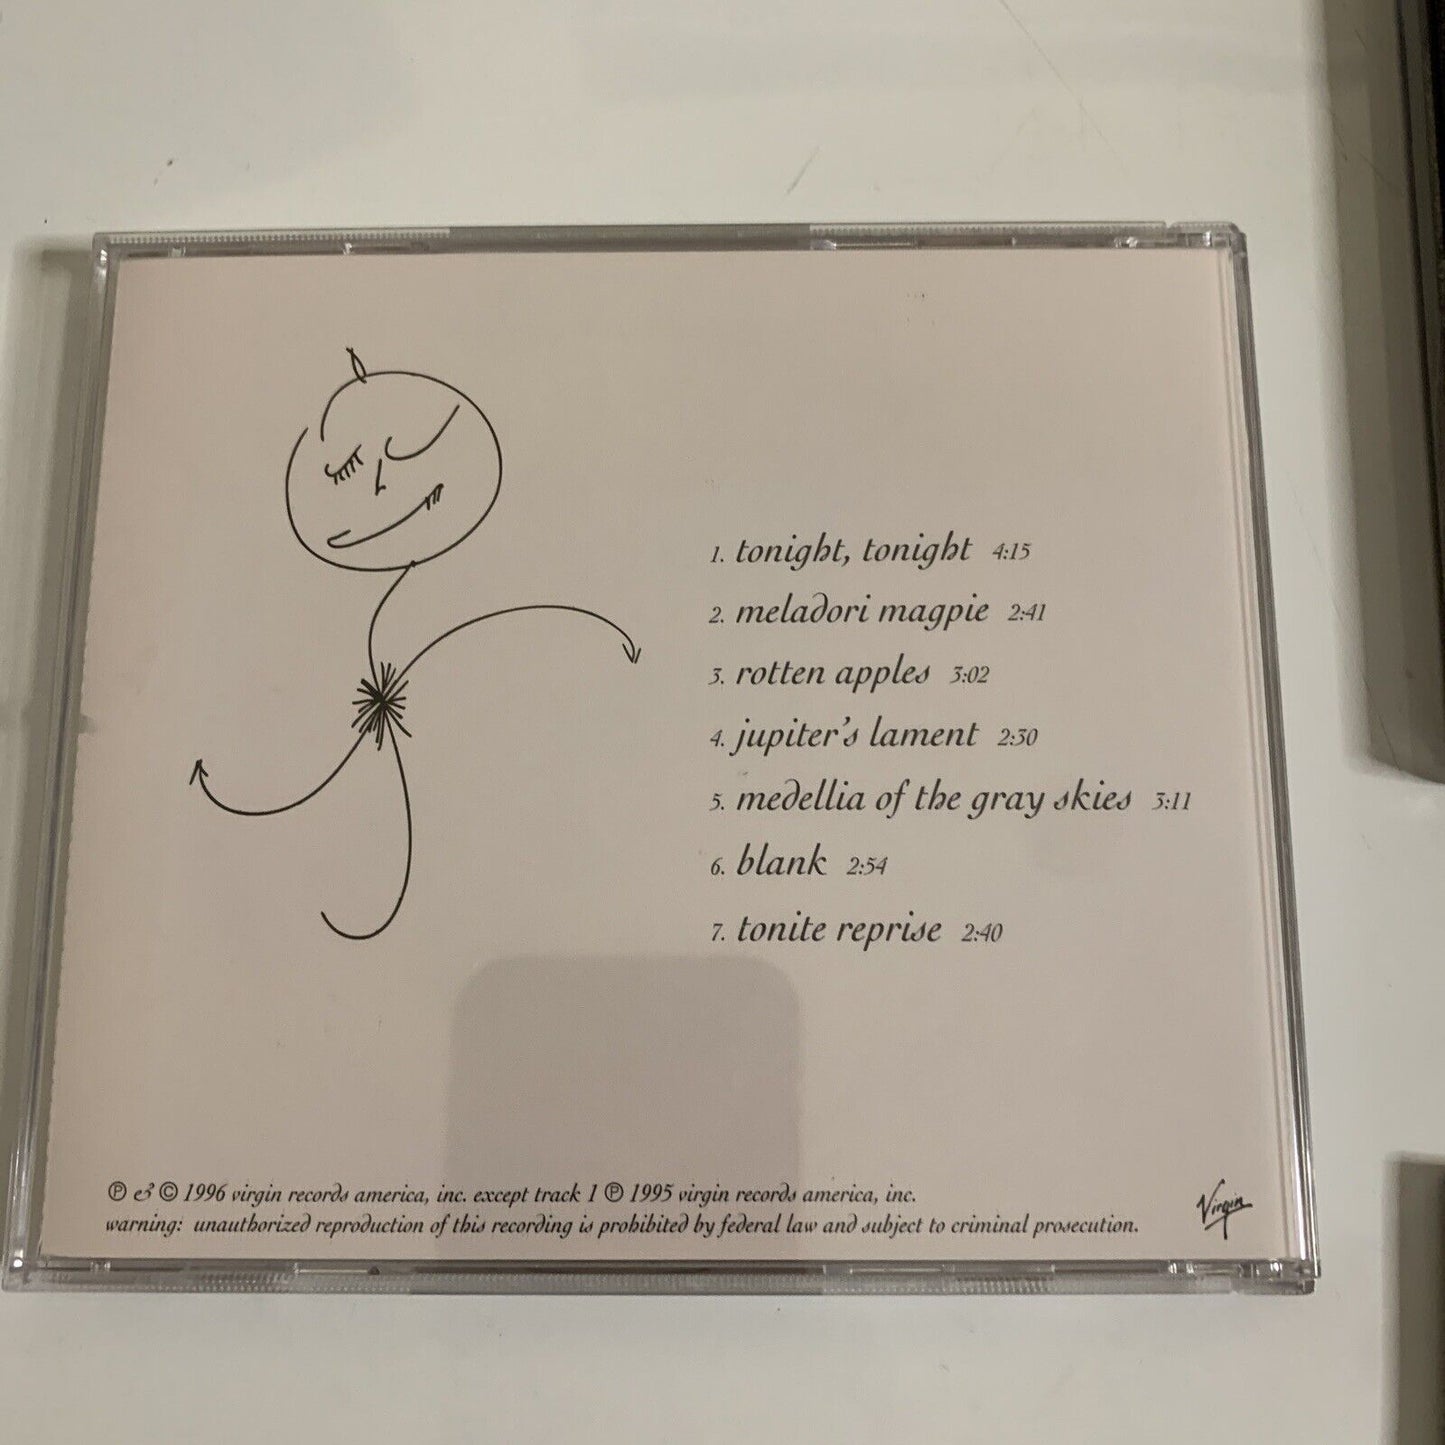 1. tonight, tonight 4:15
2. meladori magpie 2:41
3. rotten apples 3:02
4. jupiter's lament 2:30
5. medellia of the gray skies 3:11
6. blank 2:54
7. tonite reprise 2:40
℗ & © 1996 virgin records america, inc. except track 1 ℗ 1995 virgin records america, inc.
warning: unauthorized reproduction of this recording is prohibited by federal law and subject to criminal prosecution.
Virgin